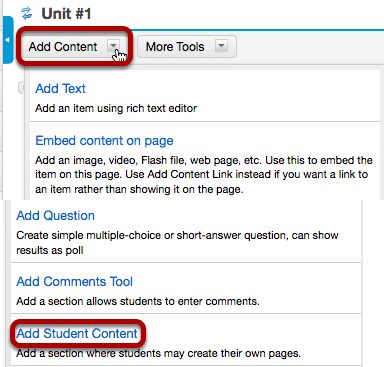 Unit #1
Add Content
More Tools
Add Text
Add an item using rich text editor
Embed content on page
Add an image, video, Flash file, web page, etc. Use this to embed the
item on this page. Use Add Content Link instead if you want a link to
an item rather than showing it on the page.
Add Question
Create simple multiple-choice or short-answer question, can show
results as poll
Add Comments Tool
Add a section allows students to enter comments.
Add Student Content
Add a section where students may create their own pages.